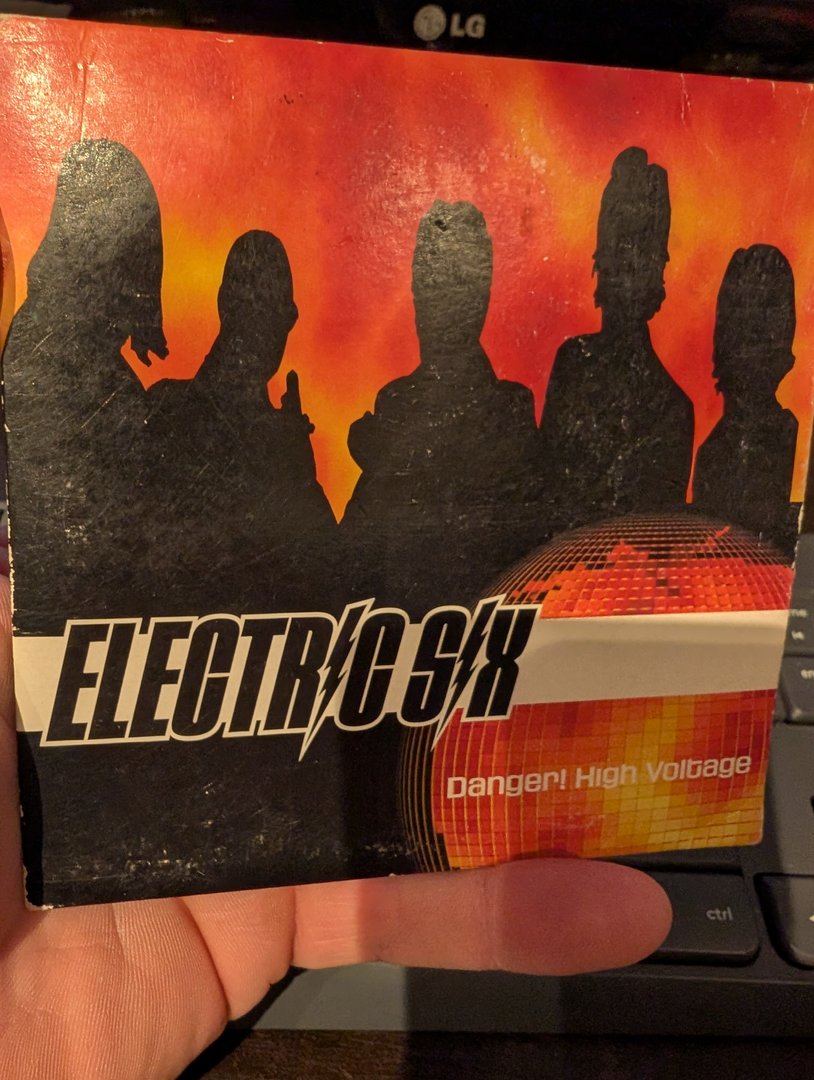 LG
ELECTRIC SIX
Danger! High Voltage
ctrl